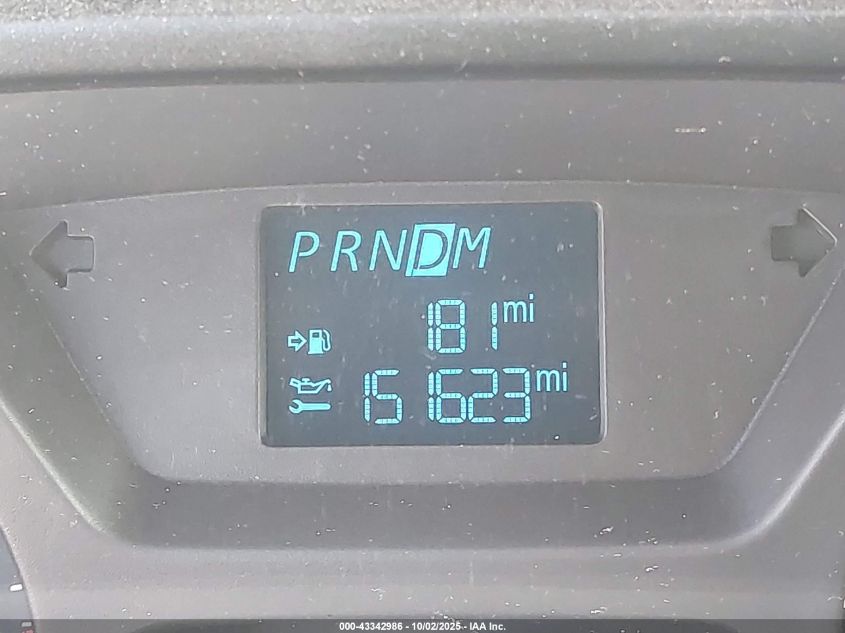 PRNDM
181 mi
151623 mi
000-43342986 - 10/02/2025 - IAA Inc.